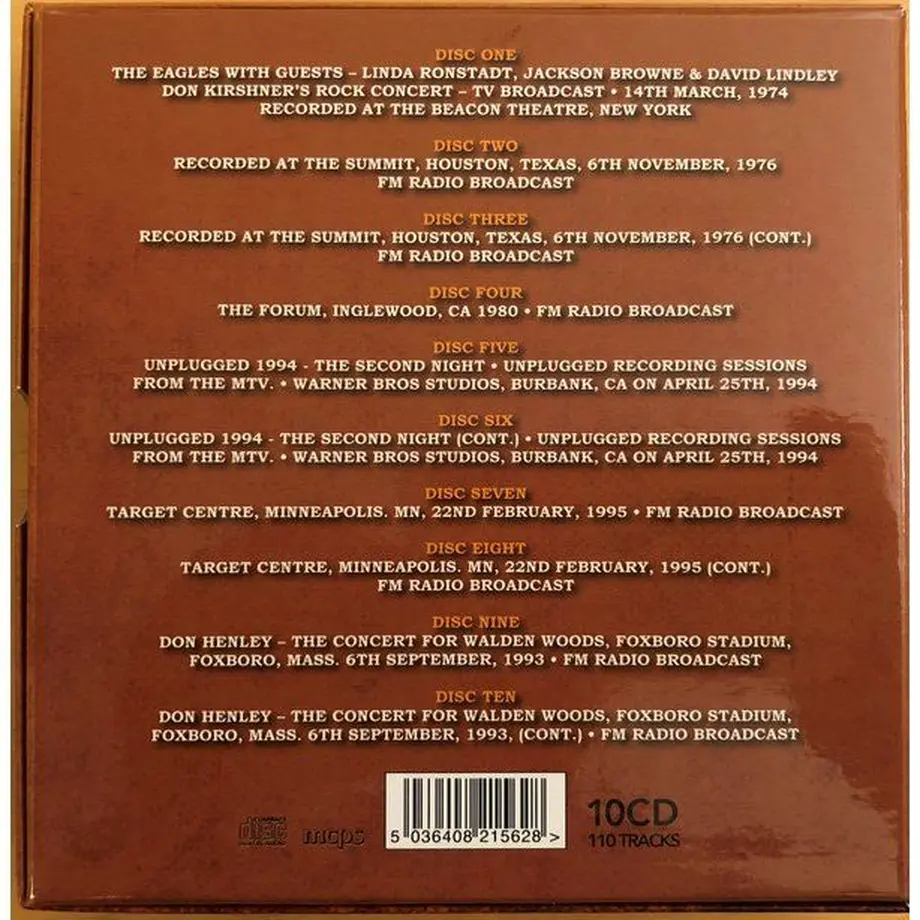 DISC ONE
THE EAGLES WITH GUESTS – LINDA RONSTADT, JACKSON BROWNE & DAVID LINDLEY
DON KIRSHNER'S ROCK CONCERT – TV BROADCAST • 14TH MARCH, 1974
RECORDED AT THE BEACON THEATRE, NEW YORK
DISC TWO
RECORDED AT THE SUMMIT, HOUSTON, TEXAS, 6TH NOVEMBER, 1976
FM RADIO BROADCAST
DISC THREE
RECORDED AT THE SUMMIT, HOUSTON, TEXAS, 6TH NOVEMBER, 1976 (CONT.)
FM RADIO BROADCAST
DISC FOUR
THE FORUM, INGLEWOOD, CA 1980 • FM RADIO BROADCAST
DISC FIVE
UNPLUGGED 1994 - THE SECOND NIGHT • UNPLUGGED RECORDING SESSIONS
FROM THE MTV. • WARNER BROS STUDIOS, BURBANK, CA ON APRIL 25TH, 1994
DISC SIX
UNPLUGGED 1994 - THE SECOND NIGHT (CONT.) • UNPLUGGED RECORDING SESSIONS
FROM THE MTV. • WARNER BROS STUDIOS, BURBANK, CA ON APRIL 25TH, 1994
DISC SEVEN
TARGET CENTRE, MINNEAPOLIS. MN, 22ND FEBRUARY, 1995 • FM RADIO BROADCAST
DISC EIGHT
TARGET CENTRE, MINNEAPOLIS. MN, 22ND FEBRUARY, 1995 (CONT.)
FM RADIO BROADCAST
DISC NINE
DON HENLEY – THE CONCERT FOR WALDEN WOODS, FOXBORO STADIUM,
FOXBORO, MASS. 6TH SEPTEMBER, 1993 • FM RADIO BROADCAST
DISC TEN
DON HENLEY – THE CONCERT FOR WALDEN WOODS, FOXBORO STADIUM,
FOXBORO, MASS. 6TH SEPTEMBER, 1993, (CONT.) • FM RADIO BROADCAST
disc
mcps
5 036408 215628 >
10CD
110 TRACKS